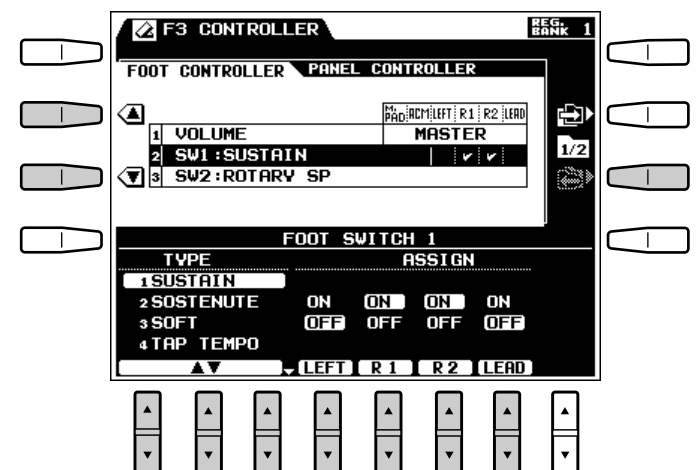 F3 CONTROLLER
REG. BANK 1
FOOT CONTROLLER PANEL CONTROLLER
M. PAD ACM LEFT R1 R2 LEAD
1 VOLUME MASTER
2 SW1:SUSTAIN
1/2
3 SW2:ROTARY SP
FOOT SWITCH 1
TYPE ASSIGN
1 SUSTAIN
2 SOSTENUTE ON ON ON ON
3 SOFT OFF OFF OFF OFF
4 TAP TEMPO
▲▼ LEFT R1 R2 LEAD